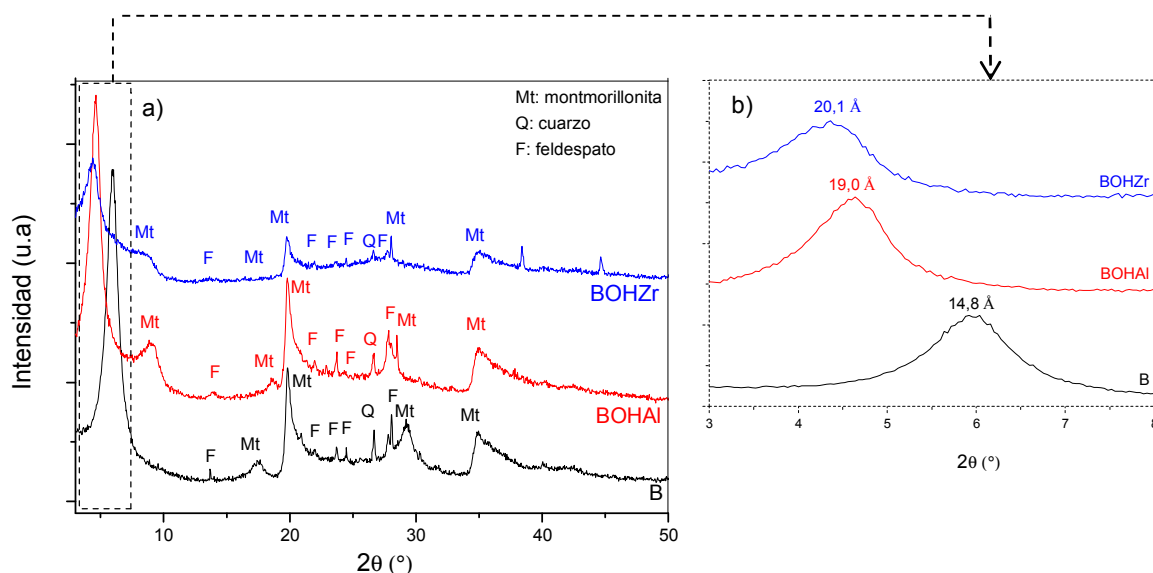 a)
Mt: montmorillonita
Q: cuarzo
F: feldespato
Intensidad (u.a)
Mt F Mt Mt F F F Q F Mt Mt
BOHZr
Mt F Mt Mt F F F Q F Mt Mt
BOHAl
F Mt Mt F F F Q F Mt Mt
B
10 20 30 40 50
2θ (°)
b)
20,1 Å
BOHZr
19,0 Å
BOHAl
14,8 Å
B
3 4 5 6 7 8
2θ (°)